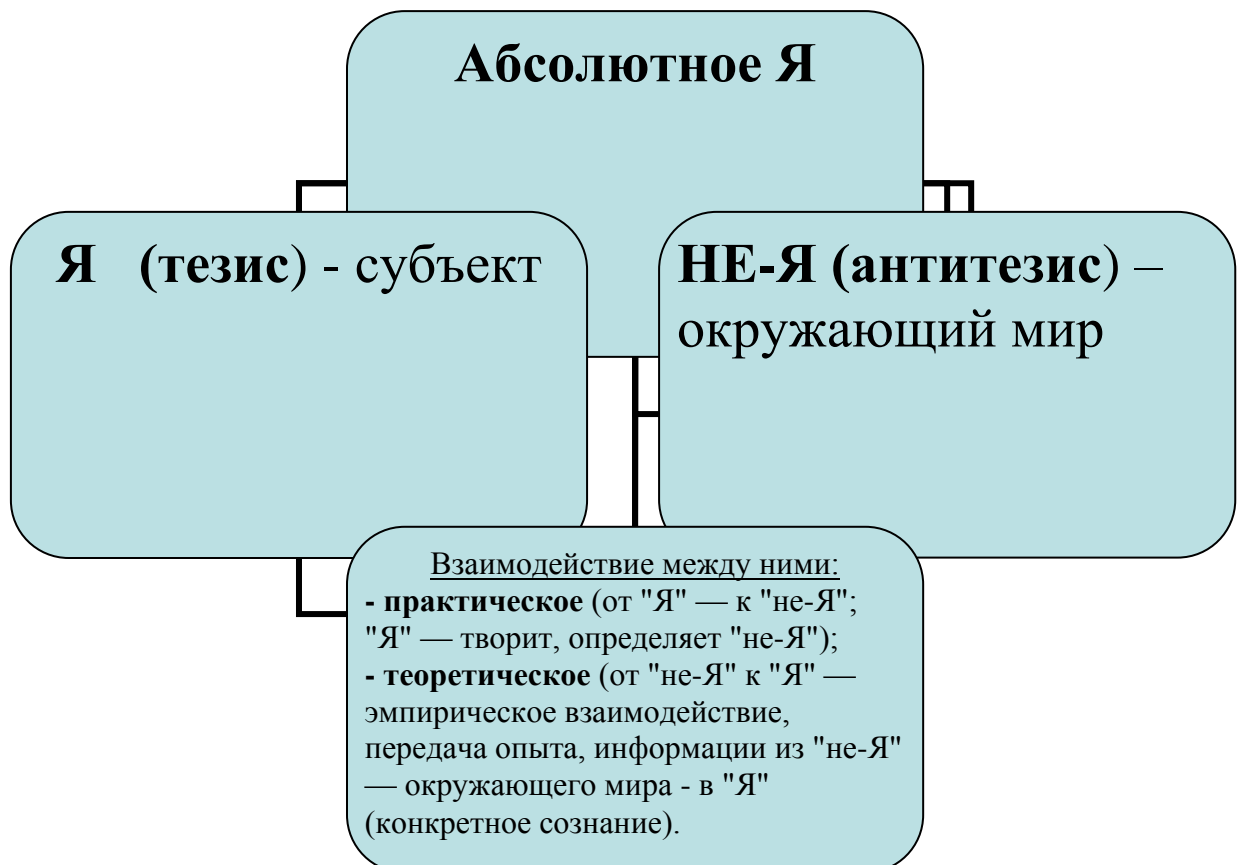 Абсолютное Я
Я (тезис) - субъект
НЕ-Я (антитезис) –
окружающий мир
Взаимодействие между ними:
- практическое (от "Я" — к "не-Я";
"Я" — творит, определяет "не-Я");
- теоретическое (от "не-Я" к "Я" —
эмпирическое взаимодействие,
передача опыта, информации из "не-Я"
— окружающего мира - в "Я"
(конкретное сознание).